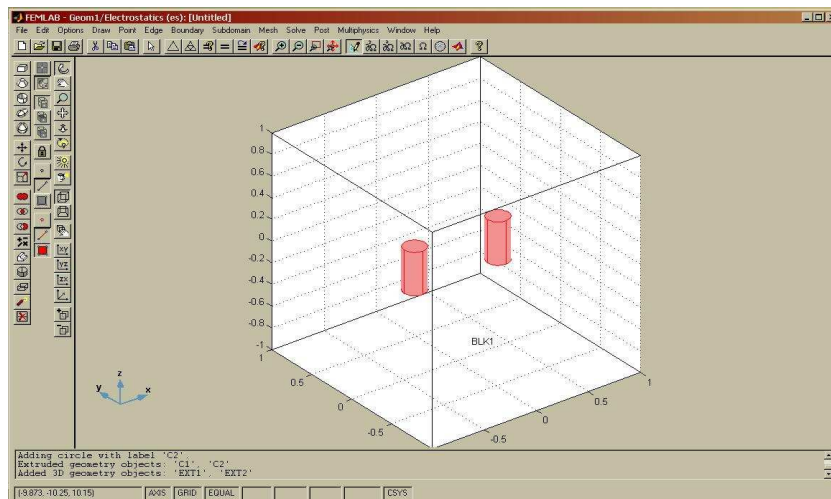 FEMLAB - Geom1/Electrostatics (es): [Untitled]
File Edit Options Draw Point Edge Boundary Subdomain Mesh Solve Post Multiphysics Window Help
1
0.8
0.6
0.4
0.2
0
-0.2
-0.4
-0.6
-0.8
-1
1
0.5
0
-0.5
-0.5
0
0.5
1
BLK1
z
y
x
xy
yz
zx
Adding circle with label 'C2'.
Extruded geometry objects: 'C1', 'C2'
Added 3D geometry objects: 'EXT1', 'EXT2'
(-9.873, -10.25, 10.15) AXIS GRID EQUAL CSYS